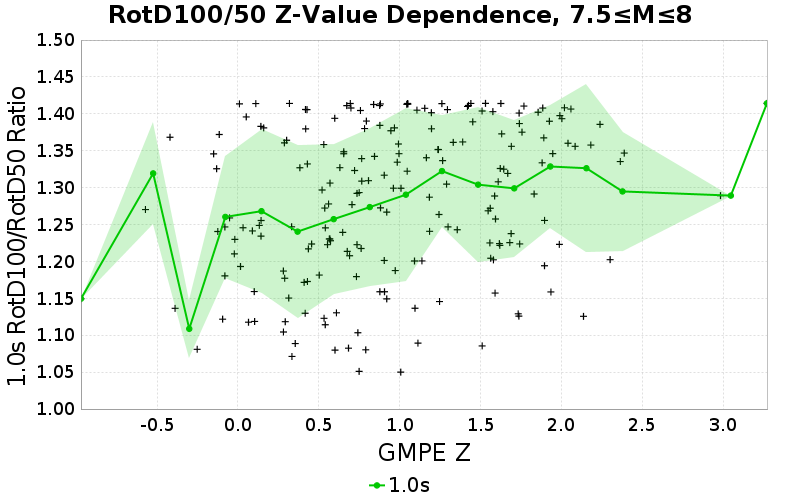 RotD100/50 Z-Value Dependence, 7.5≤M≤8
1.0s RotD100/RotD50 Ratio
1.50
1.45
1.40
1.35
1.30
1.25
1.20
1.15
1.10
1.05
1.00
-0.5 0.0 0.5 1.0 1.5 2.0 2.5 3.0
GMPE Z
1.0s